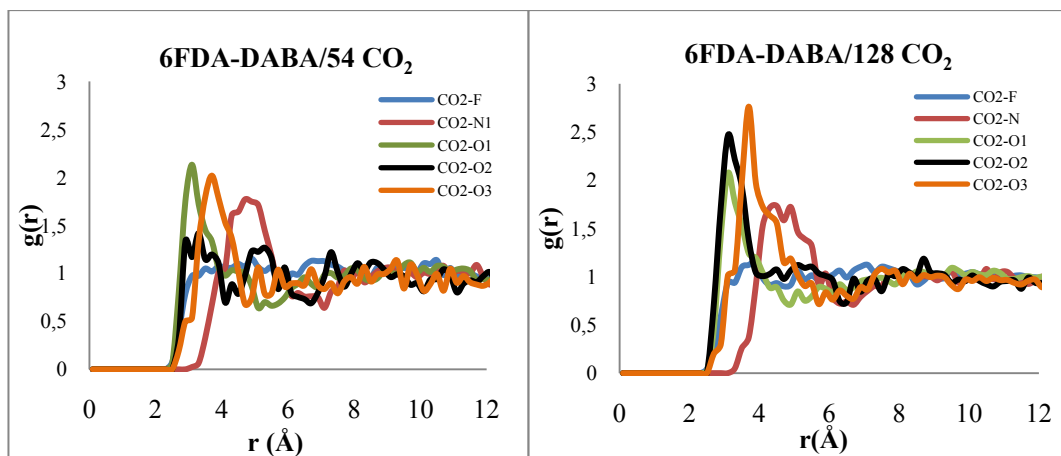 6FDA-DABA/54 CO2
3
2,5
2
1,5
1
0,5
0
g(r)
CO2-F
CO2-N1
CO2-O1
CO2-O2
CO2-O3
0 2 4 6 8 10 12
r (Å)
6FDA-DABA/128 CO2
3
2,5
2
1,5
1
0,5
0
g(r)
CO2-F
CO2-N
CO2-O1
CO2-O2
CO2-O3
0 2 4 6 8 10 12
r(Å)